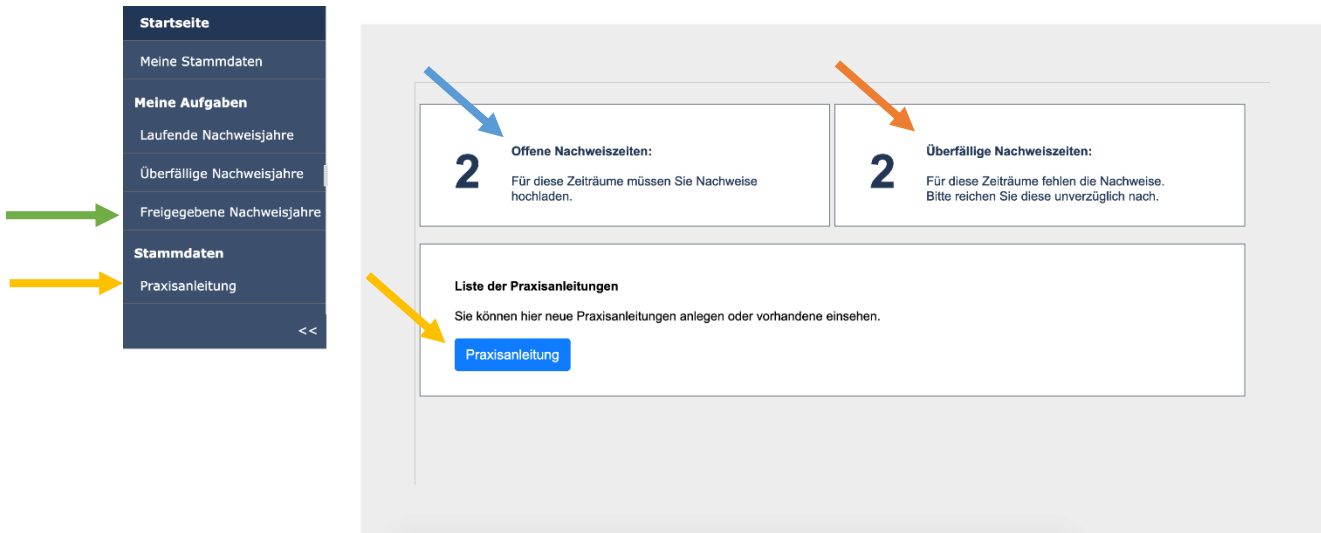 Startseite
Meine Stammdaten
Meine Aufgaben
Laufende Nachweisjahre
Überfällige Nachweisjahre
Freigegebene Nachweisjahre
Stammdaten
Praxisanleitung
<<
2
Offene Nachweiszeiten:
Für diese Zeiträume müssen Sie Nachweise
hochladen.
2
Überfällige Nachweiszeiten:
Für diese Zeiträume fehlen die Nachweise.
Bitte reichen Sie diese unverzüglich nach.
Liste der Praxisanleitungen
Sie können hier neue Praxisanleitungen anlegen oder vorhandene einsehen.
Praxisanleitung